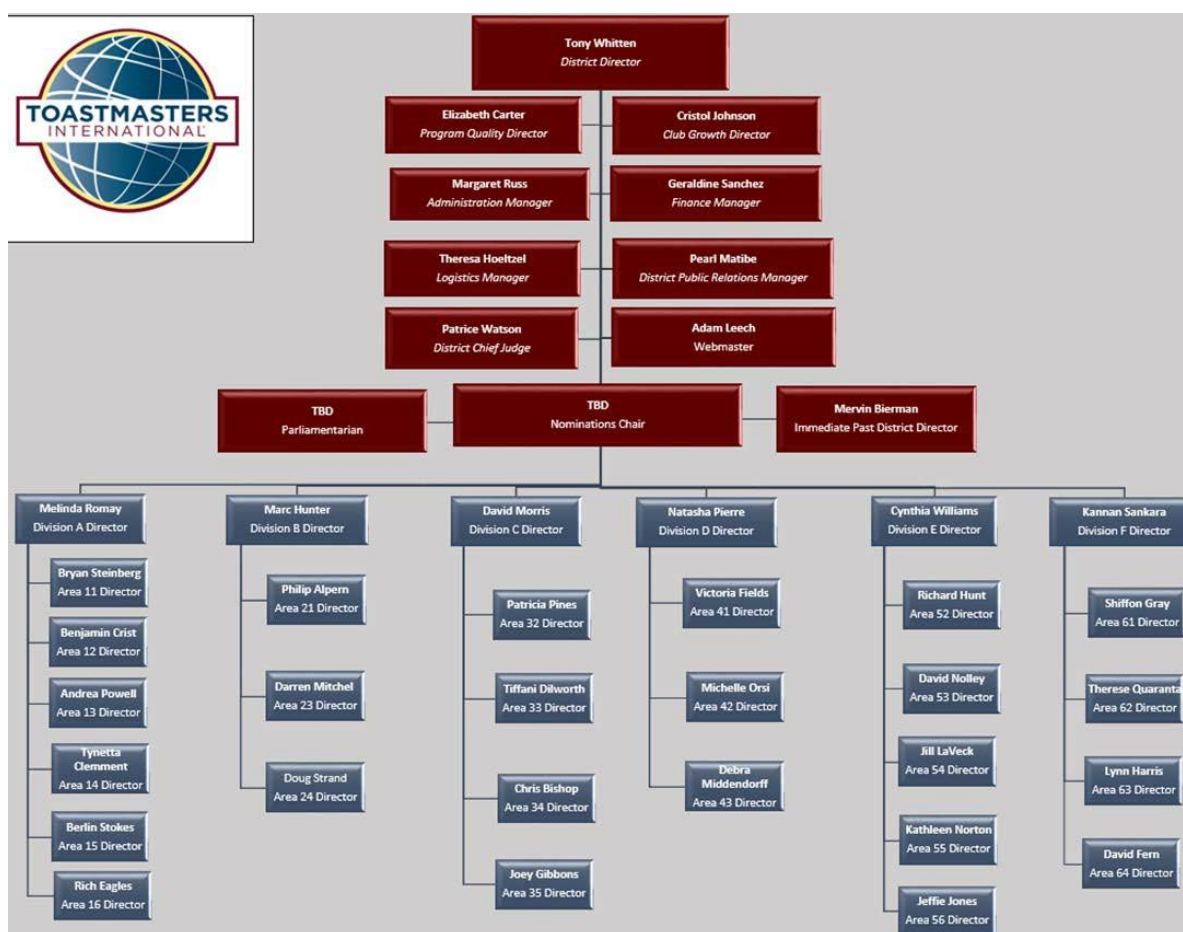 TOASTMASTERS
INTERNATIONAL
Tony Whitten
District Director
Elizabeth Carter
Program Quality Director
Cristol Johnson
Club Growth Director
Margaret Russ
Administration Manager
Geraldine Sanchez
Finance Manager
Theresa Hoeltzel
Logistics Manager
Pearl Matibe
District Public Relations Manager
Patrice Watson
District Chief Judge
Adam Leech
Webmaster
TBD
Parliamentarian
TBD
Nominations Chair
Mervin Bierman
Immediate Past District Director
Melinda Romay
Division A Director
Bryan Steinberg
Area 11 Director
Benjamin Crist
Area 12 Director
Andrea Powell
Area 13 Director
Tynetta
Clemment
Area 14 Director
Berlin Stokes
Area 15 Director
Rich Eagles
Area 16 Director
Marc Hunter
Division B Director
Philip Alpern
Area 21 Director
Darren Mitchel
Area 23 Director
Doug Strand
Area 24 Director
David Morris
Division C Director
Patricia Pines
Area 32 Director
Tiffani Dilworth
Area 33 Director
Chris Bishop
Area 34 Director
Joey Gibbons
Area 35 Director
Natasha Pierre
Division D Director
Victoria Fields
Area 41 Director
Michelle Orsi
Area 42 Director
Debra
Middendorff
Area 43 Director
Cynthia Williams
Division E Director
Richard Hunt
Area 52 Director
David Nolley
Area 53 Director
Jill LaVeck
Area 54 Director
Kathleen Norton
Area 55 Director
Jeffie Jones
Area 56 Director
Kannan Sankara
Division F Director
Shiffon Gray
Area 61 Director
Therese Quaranta
Area 62 Director
Lynn Harris
Area 63 Director
David Fern
Area 64 Director